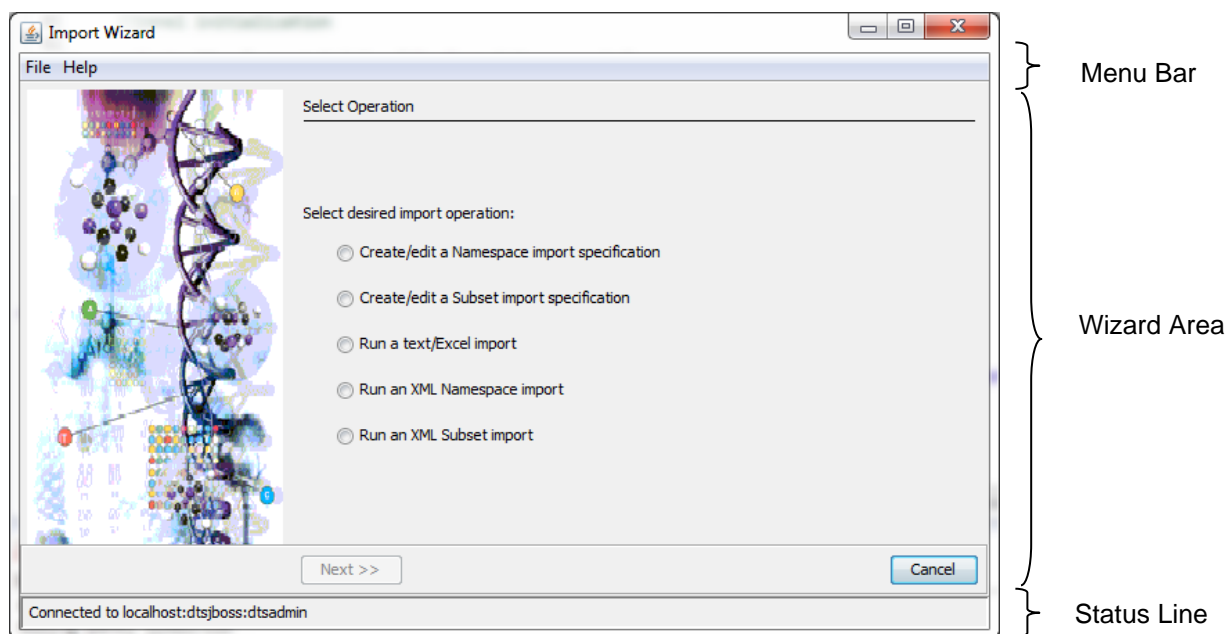 Import Wizard
File Help
Menu Bar
Select Operation
Select desired import operation:
Create/edit a Namespace import specification
Create/edit a Subset import specification
Run a text/Excel import
Wizard Area
Run an XML Namespace import
Run an XML Subset import
Next >>
Cancel
Connected to localhost:dtsjboss:dtsadmin
Status Line